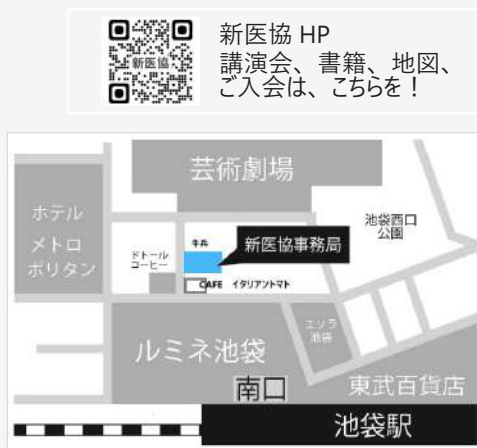 新医協
新医協 HP
講演会、書籍、地図、
ご入会は、こちらを！
芸術劇場
ホテル
メトロ
ポリタン
池袋西口
公園
牛兵
新医協事務局
ドトール
コーヒー
CAFE イタリアントマト
エソラ
池袋
ルミネ池袋
南口
東武百貨店
池袋駅